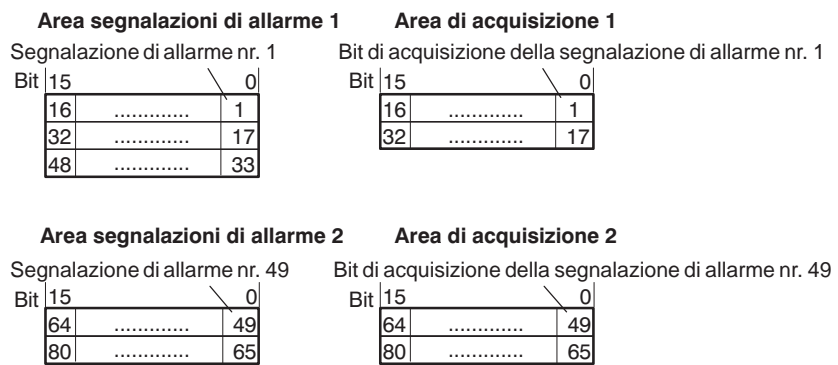 Area segnalazioni di allarme 1 Area di acquisizione 1
Segnalazione di allarme nr. 1 Bit di acquisizione della segnalazione di allarme nr. 1
Bit 15 0 Bit 15 0
16 ............. 1 16 ............. 1
32 ............. 17 32 ............. 17
48 ............. 33
Area segnalazioni di allarme 2 Area di acquisizione 2
Segnalazione di allarme nr. 49 Bit di acquisizione della segnalazione di allarme nr. 49
Bit 15 0 Bit 15 0
64 ............. 49 64 ............. 49
80 ............. 65 80 ............. 65